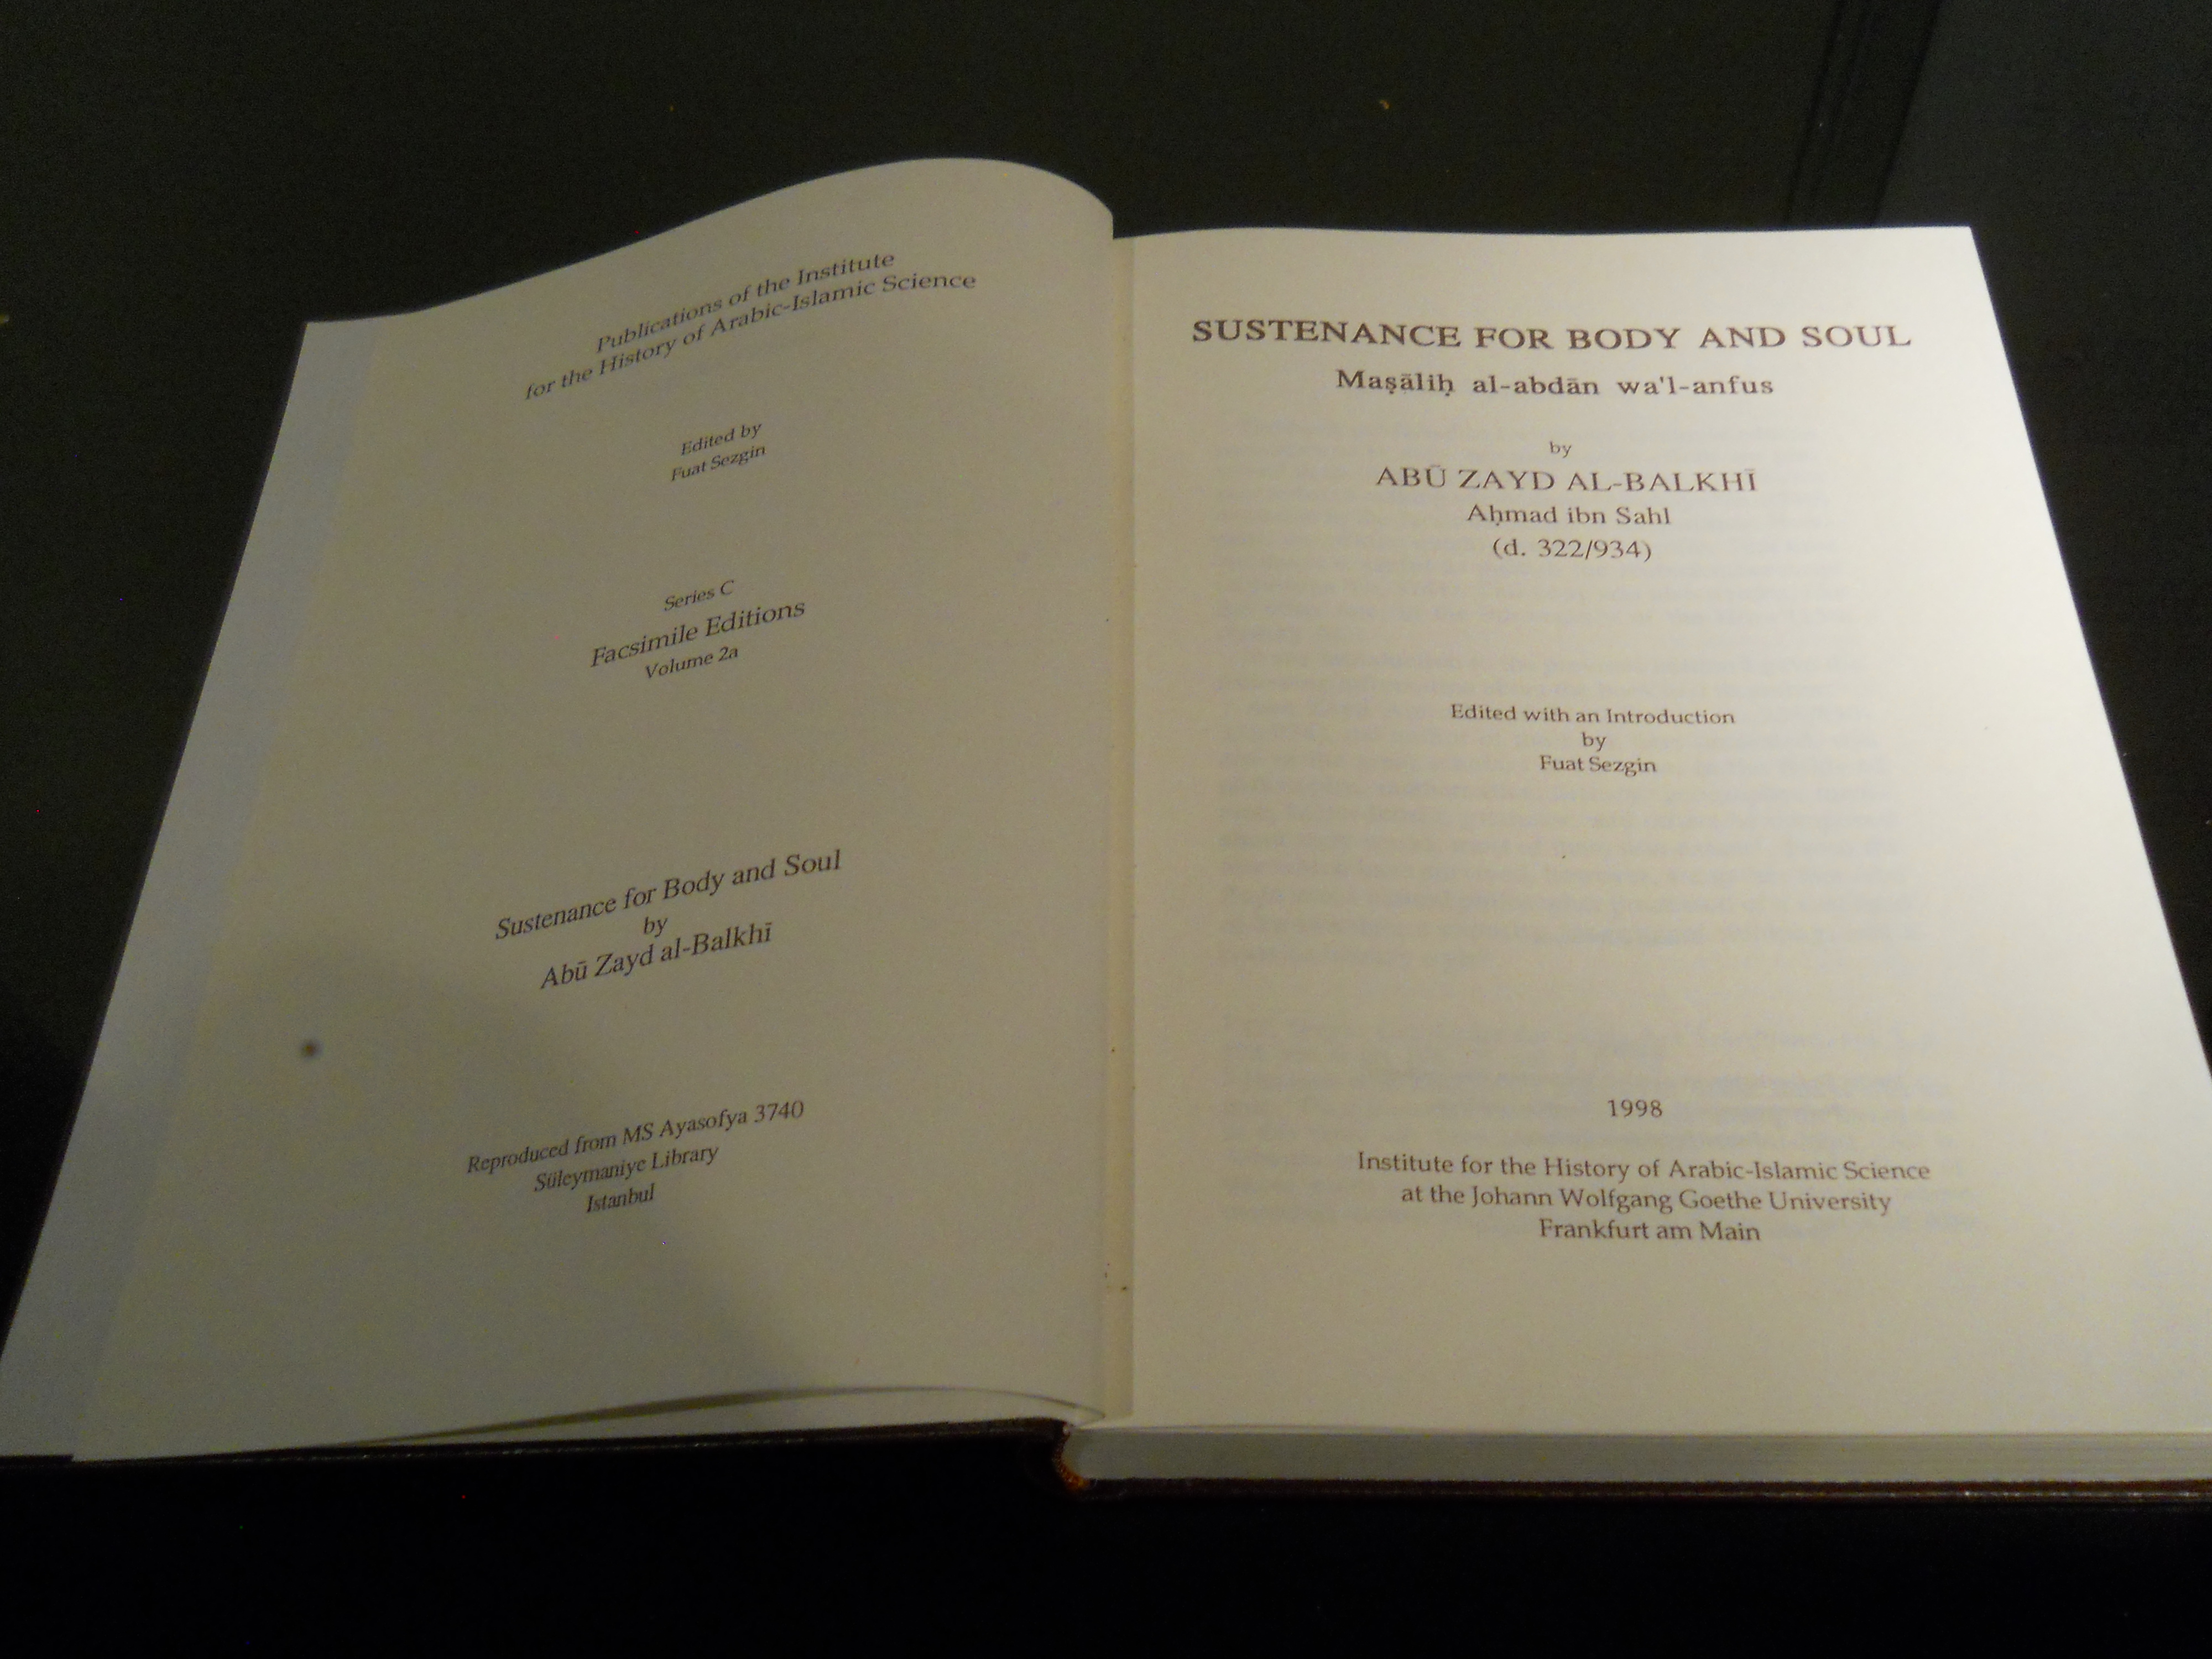 Publications of the Institute
for the History of Arabic-Islamic Science
Edited by
Fuat Sezgin
Series C
Facsimile Editions
Volume 2a
Sustenance for Body and Soul
by
Abū Zayd al-Balkhī
Reproduced from MS Ayasofya 3740
Süleymaniye Library
Istanbul
SUSTENANCE FOR BODY AND SOUL
Maṣāliḥ al-abdān wa'l-anfus
by
ABŪ ZAYD AL-BALKHĪ
Aḥmad ibn Sahl
(d. 322/934)
Edited with an Introduction
by
Fuat Sezgin
1998
Institute for the History of Arabic-Islamic Science
at the Johann Wolfgang Goethe University
Frankfurt am Main